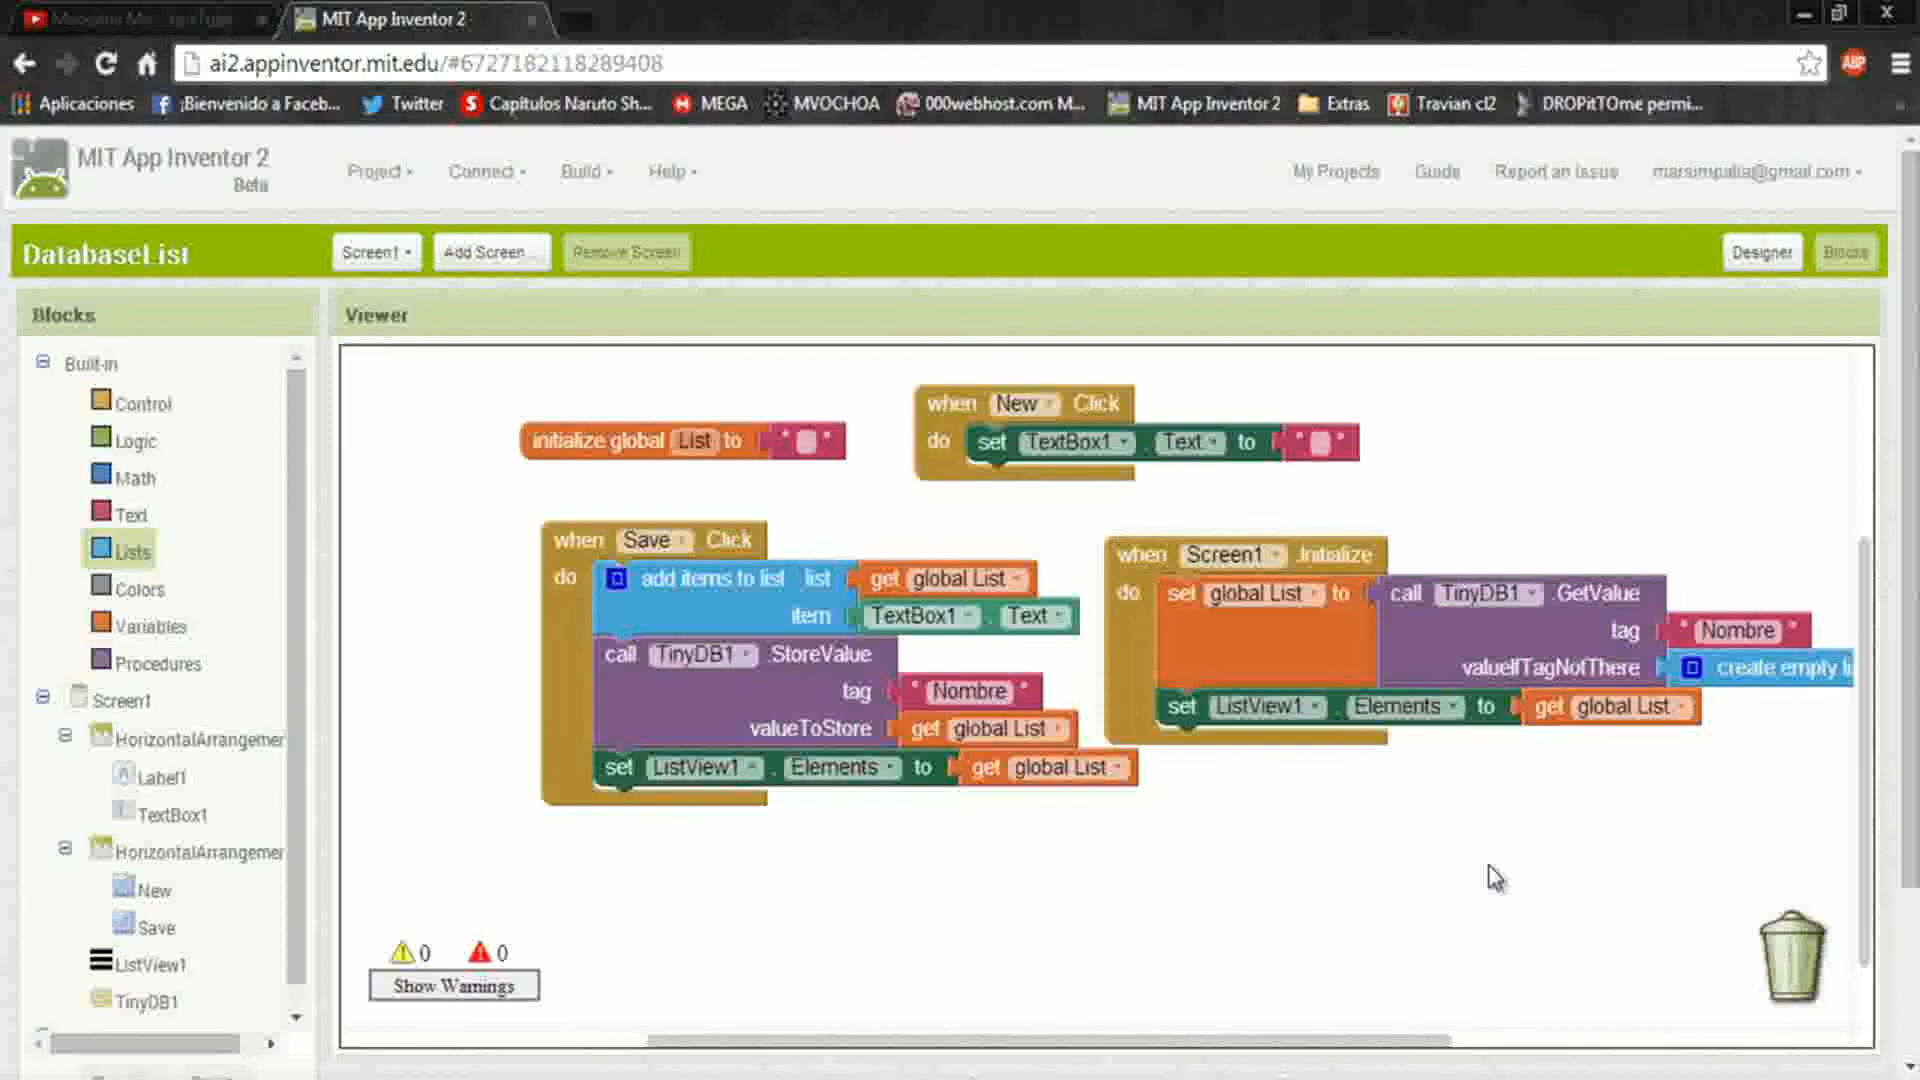 MIT App Inventor 2
ai2.appinventor.mit.edu/#6727182118289408
ABP
Aplicaciones
¡Bienvenido a Faceb...
Twitter
Capitulos Naruto Sh...
MEGA
MVOCHOA
000webhost.com M...
MIT App Inventor 2
Extras
Travian cl2
DROPitTOme permi...
MIT App Inventor 2
Beta
Project
Connect
Build
Help
My Projects
Guide
Report an Issue
marsimpalia@gmail.com
DatabaseList
Screen1
Add Screen...
Remove Screen
Designer
Blocks
Blocks
Viewer
Built-in
Control
Logic
Math
Text
Lists
Colors
Variables
Procedures
Screen1
HorizontalArrangemer
Label1
TextBox1
HorizontalArrangemer
New
Save
ListView1
TinyDB1
initialize global List to " "
when New .Click
do set TextBox1 . Text to " "
when Save .Click
do add items to list list get global List
item TextBox1 . Text
call TinyDB1 .StoreValue
tag " Nombre "
valueToStore get global List
set ListView1 . Elements to get global List
when Screen1 .Initialize
do set global List to call TinyDB1 .GetValue
tag " Nombre "
valueIfTagNotThere create empty li
set ListView1 . Elements to get global List
0 0
Show Warnings